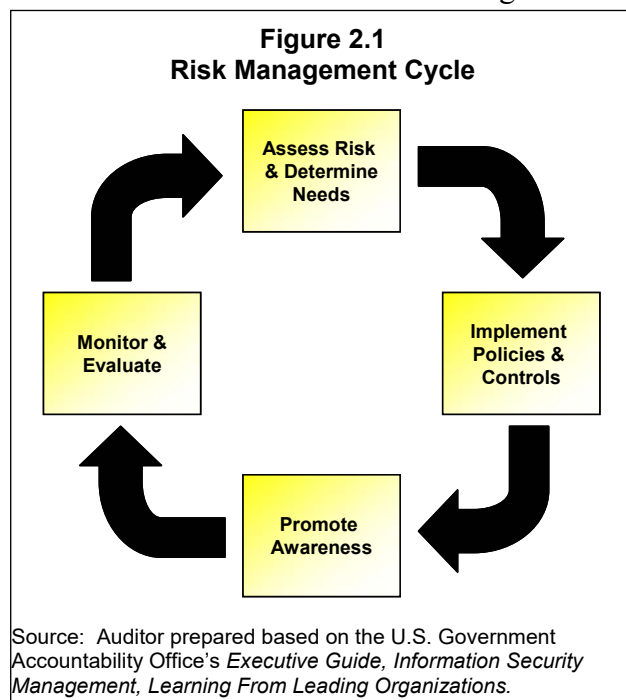 Figure 2.1
Risk Management Cycle
Assess Risk
& Determine
Needs
Implement
Policies &
Controls
Promote
Awareness
Monitor &
Evaluate
Source: Auditor prepared based on the U.S. Government
Accountability Office's Executive Guide, Information Security
Management, Learning From Leading Organizations.